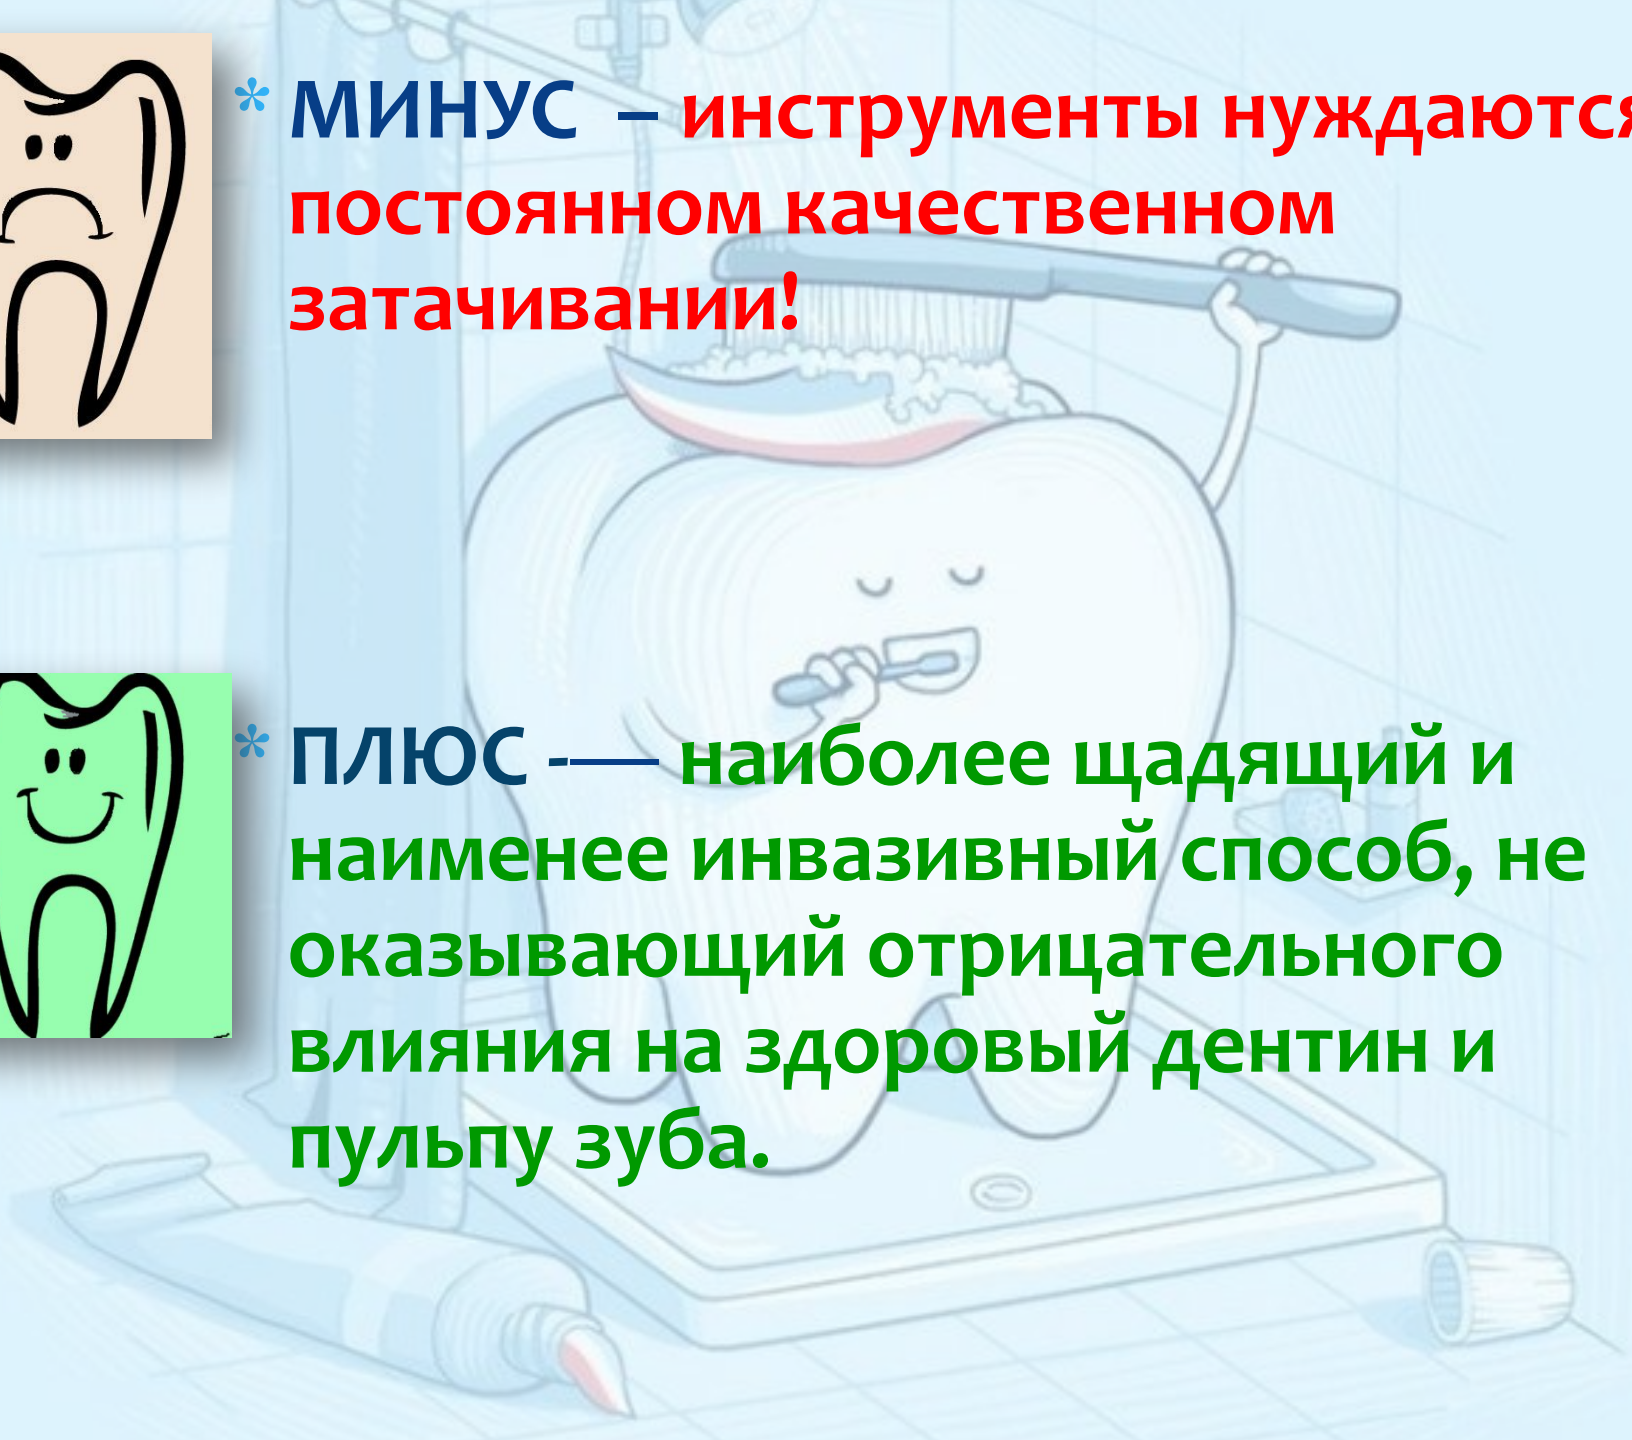 * МИНУС – инструменты нуждаются
постоянном качественном
затачивании!
* ПЛЮС -— наиболее щадящий и
наименее инвазивный способ, не
оказывающий отрицательного
влияния на здоровый дентин и
пульпу зуба.